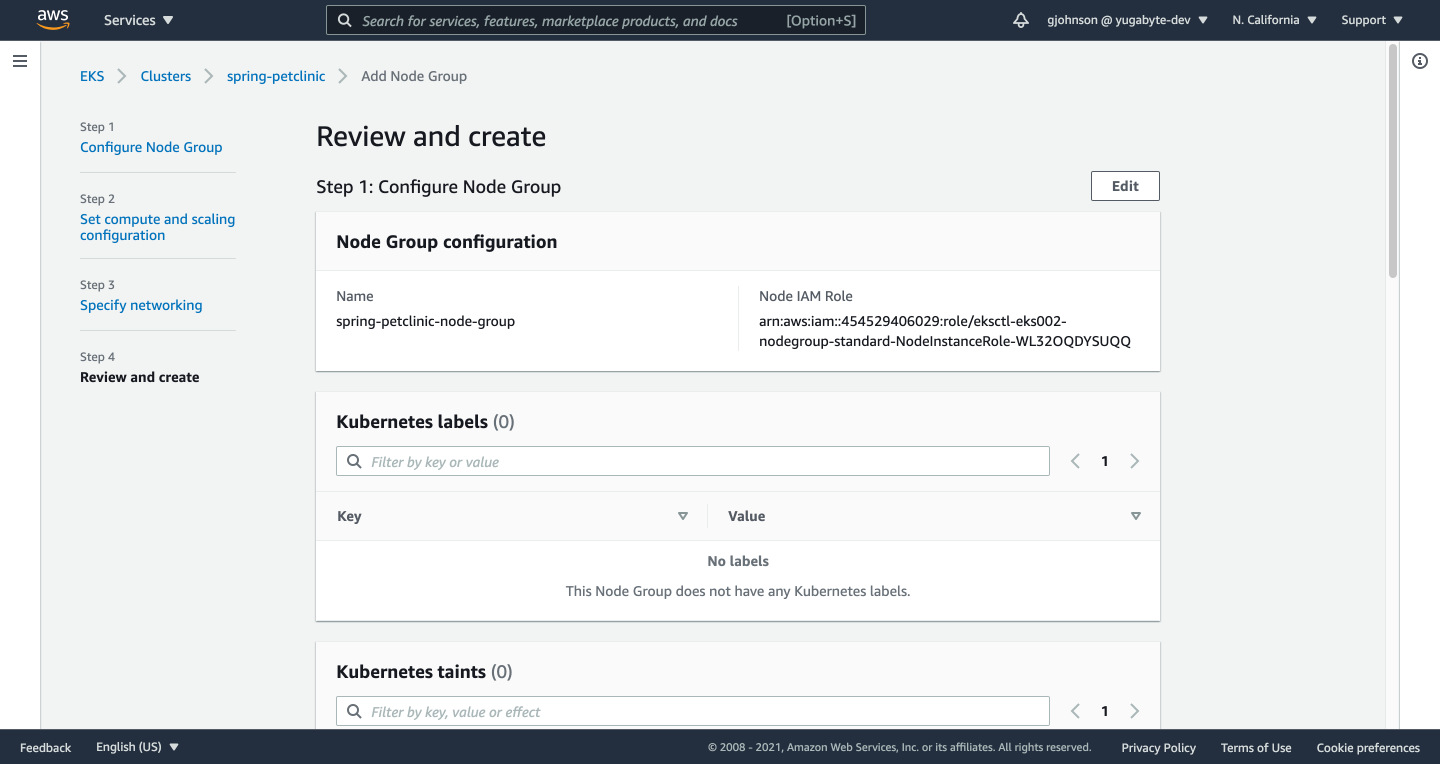 aws
Services
Search for services, features, marketplace products, and docs [Option+S]
gjohnson @ yugabyte-dev
N. California
Support
EKS
Clusters
spring-petclinic
Add Node Group
Step 1
Configure Node Group
Step 2
Set compute and scaling
configuration
Step 3
Specify networking
Step 4
Review and create
Review and create
Step 1: Configure Node Group
Edit
Node Group configuration
Name
spring-petclinic-node-group
Node IAM Role
arn:aws:iam::454529406029:role/eksctl-eks002-
nodegroup-standard-NodeInstanceRole-WL32OQDYSUQQ
Kubernetes labels (0)
Filter by key or value
1
Key
Value
No labels
This Node Group does not have any Kubernetes labels.
Kubernetes taints (0)
Filter by key, value or effect
1
Feedback
English (US)
© 2008 - 2021, Amazon Web Services, Inc. or its affiliates. All rights reserved.
Privacy Policy
Terms of Use
Cookie preferences